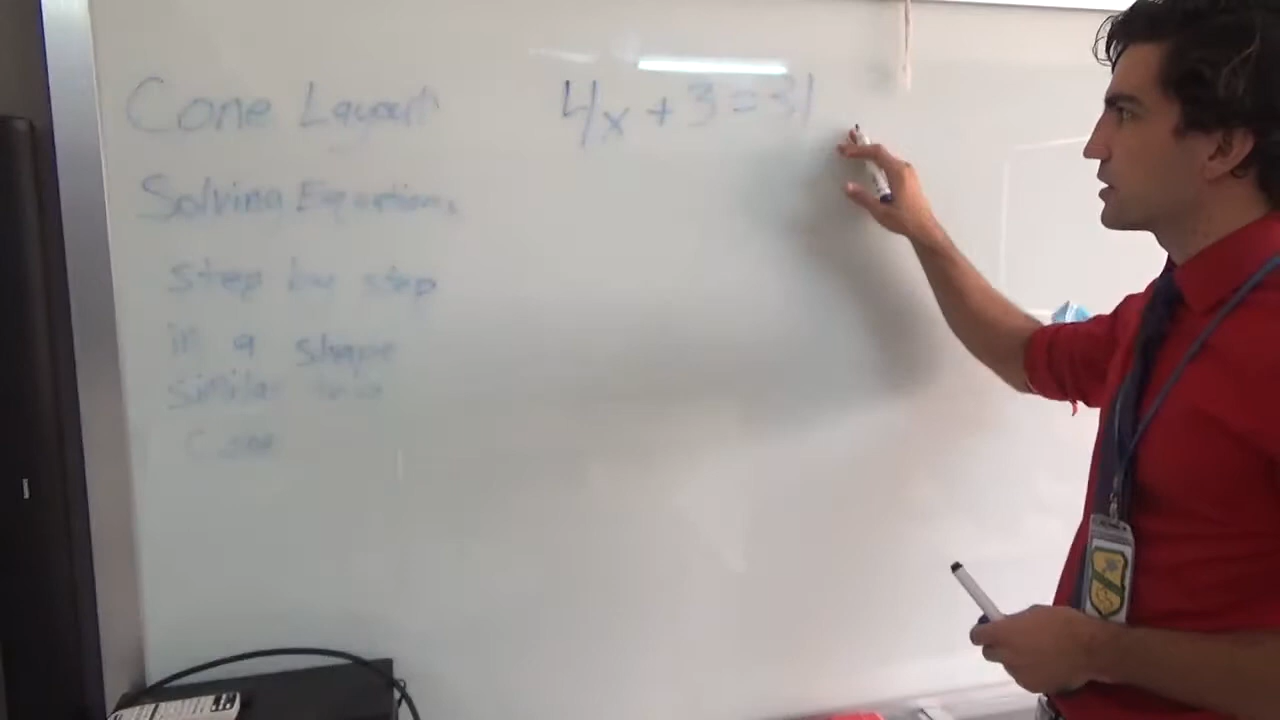 Cone Layout
4x + 3 = 31
Solving Equations
step by step
in a shape
similar to a
Cone